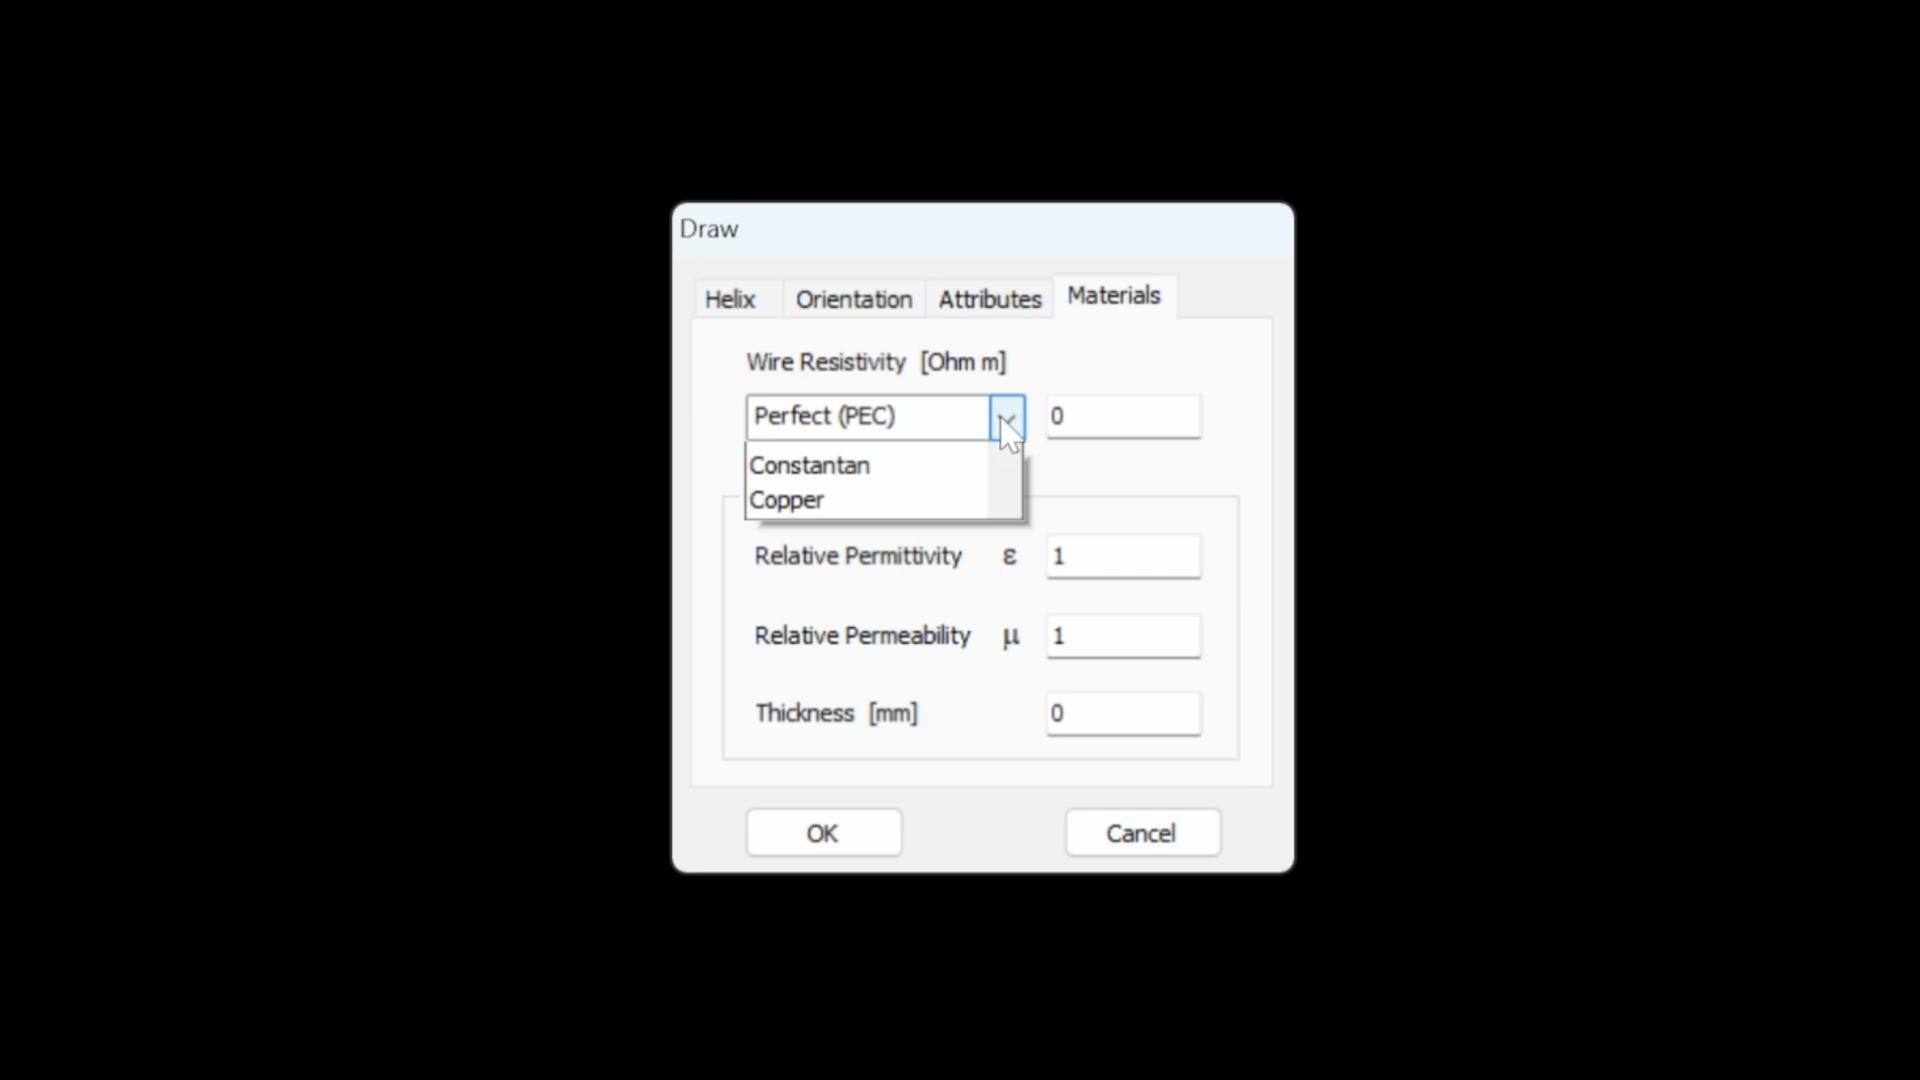 Draw
Helix Orientation Attributes Materials
Wire Resistivity [Ohm m]
Perfect (PEC) 0
Constantan
Copper
Relative Permittivity ε 1
Relative Permeability μ 1
Thickness [mm] 0
OK Cancel